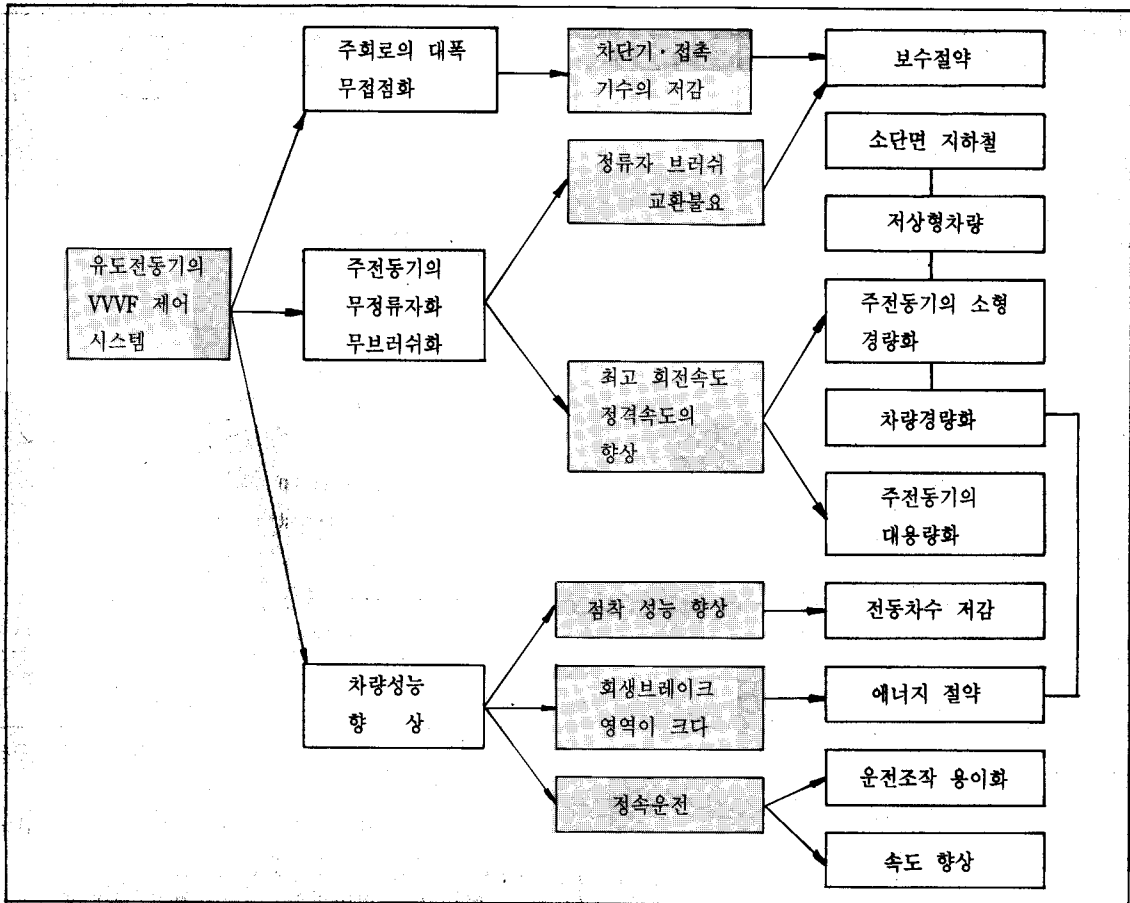 유도전동기의
VVVF 제어
시스템
주회로의 대폭
무접점화
주전동기의
무정류자화
무브러쉬화
차량성능
향 상
차단기·접촉
기수의 저감
정류자 브러쉬
교환불요
최고 회전속도
정격속도의
향상
점착 성능 향상
회생브레이크
영역이 크다
정속운전
보수절약
소단면 지하철
저상형차량
주전동기의 소형
경량화
차량경량화
주전동기의
대용량화
전동차수 저감
애너지 절약
운전조작 용이화
속도 향상